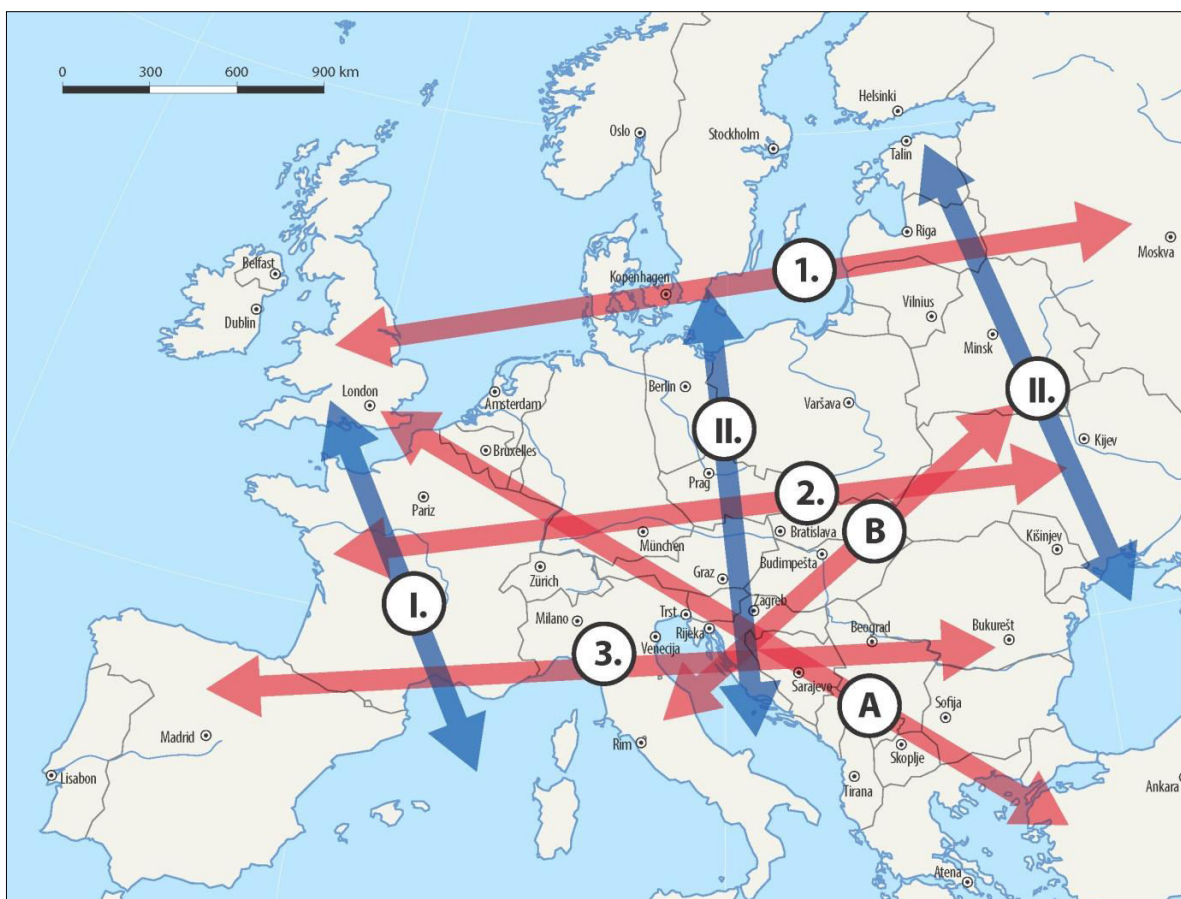 0 300 600 900 km
Helsinki
Oslo
Stockholm
Talin
Riga
Moskva
Belfast
1.
Kopenhagen
Dublin
Vilnius
Minsk
London
Berlin
Amsterdam
Varšava
II.
II.
Kijev
Bruxelles
Prag
Pariz
2.
München
Bratislava
B
Kišinjev
Budimpešta
Zürich
Graz
I.
Zagreb
Milano
Trst
Rijeka
Beograd
Bukurešt
Venecija
3.
Sarajevo
A
Sofija
Madrid
Rim
Skoplje
Lisabon
Tirana
Ankara
Atena